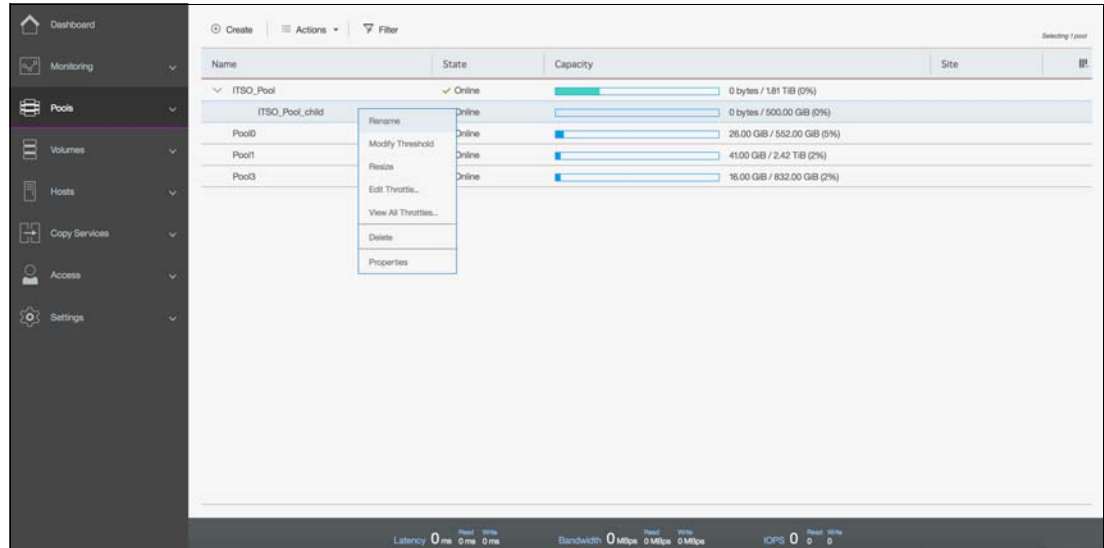 Dashboard
Monitoring
Pools
Volumes
Hosts
Copy Services
Access
Settings
Create Actions Filter
Selecting 1 pool
Name State Capacity Site
ITSO_Pool Online 0 bytes / 1.81 TiB (0%)
ITSO_Pool_child Online 0 bytes / 500.00 GiB (0%)
Pool0 Online 26.00 GiB / 552.00 GiB (5%)
Pool1 Online 41.00 GiB / 2.42 TiB (2%)
Pool3 Online 16.00 GiB / 832.00 GiB (2%)
Rename
Modify Threshold
Resize
Edit Throttle...
View All Throttles...
Delete
Properties
Latency 0 ms Read 0 ms Write 0 ms Bandwidth 0 MBps Read 0 MBps Write 0 MBps IOPS 0 Read 0 Write 0